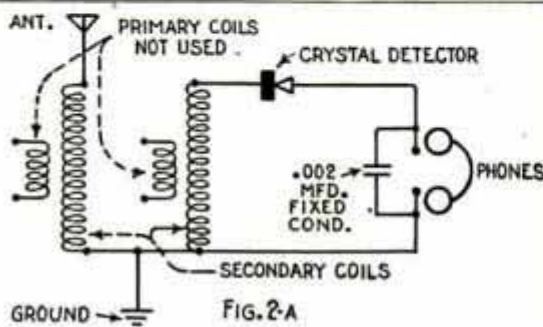 ANT.
PRIMARY COILS
NOT USED
CRYSTAL DETECTOR
.002
MFD.
FIXED
COND.
PHONES
SECONDARY COILS
GROUND
FIG. 2-A